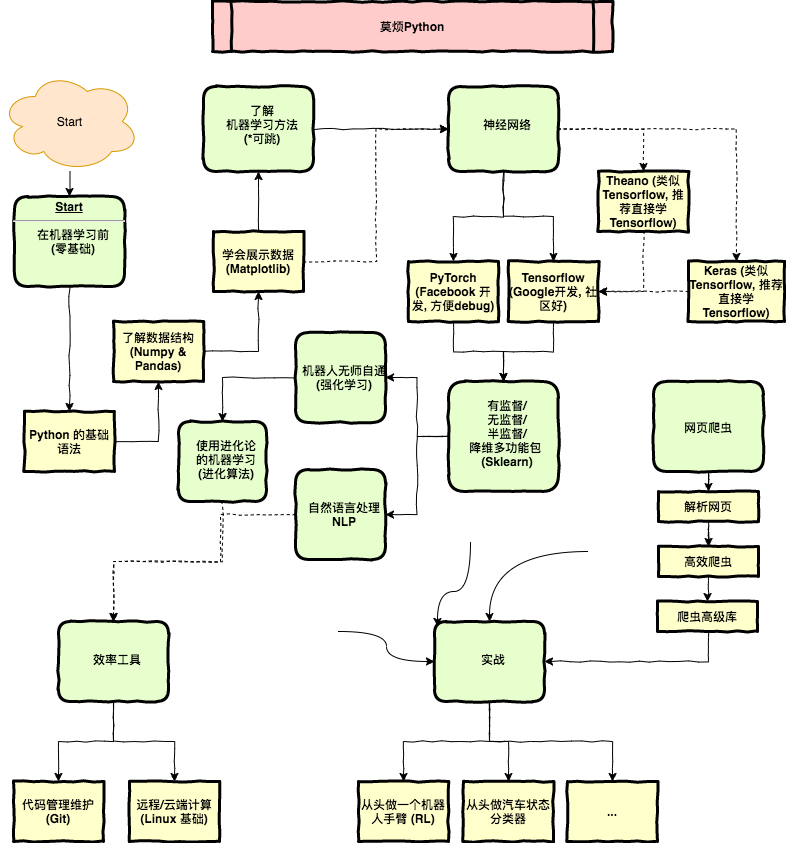 莫烦Python
Start
Start
在机器学习前
(零基础)
了解
机器学习方法
(*可跳)
神经网络
Theano (类似
Tensorflow, 推
荐直接学
Tensorflow)
学会展示数据
(Matplotlib)
PyTorch
(Facebook 开
发, 方便debug)
Tensorflow
(Google开发, 社
区好)
Keras (类似
Tensorflow, 推荐
直接学
Tensorflow)
了解数据结构
(Numpy &
Pandas)
机器人无师自通
(强化学习)
Python 的基础
语法
使用进化论
的机器学习
(进化算法)
有监督/
无监督/
半监督/
降维多功能包
(Sklearn)
网页爬虫
自然语言处理
NLP
解析网页
高效爬虫
爬虫高级库
效率工具
实战
代码管理维护
(Git)
远程/云端计算
(Linux 基础)
从头做一个机器
人手臂 (RL)
从头做汽车状态
分类器
...